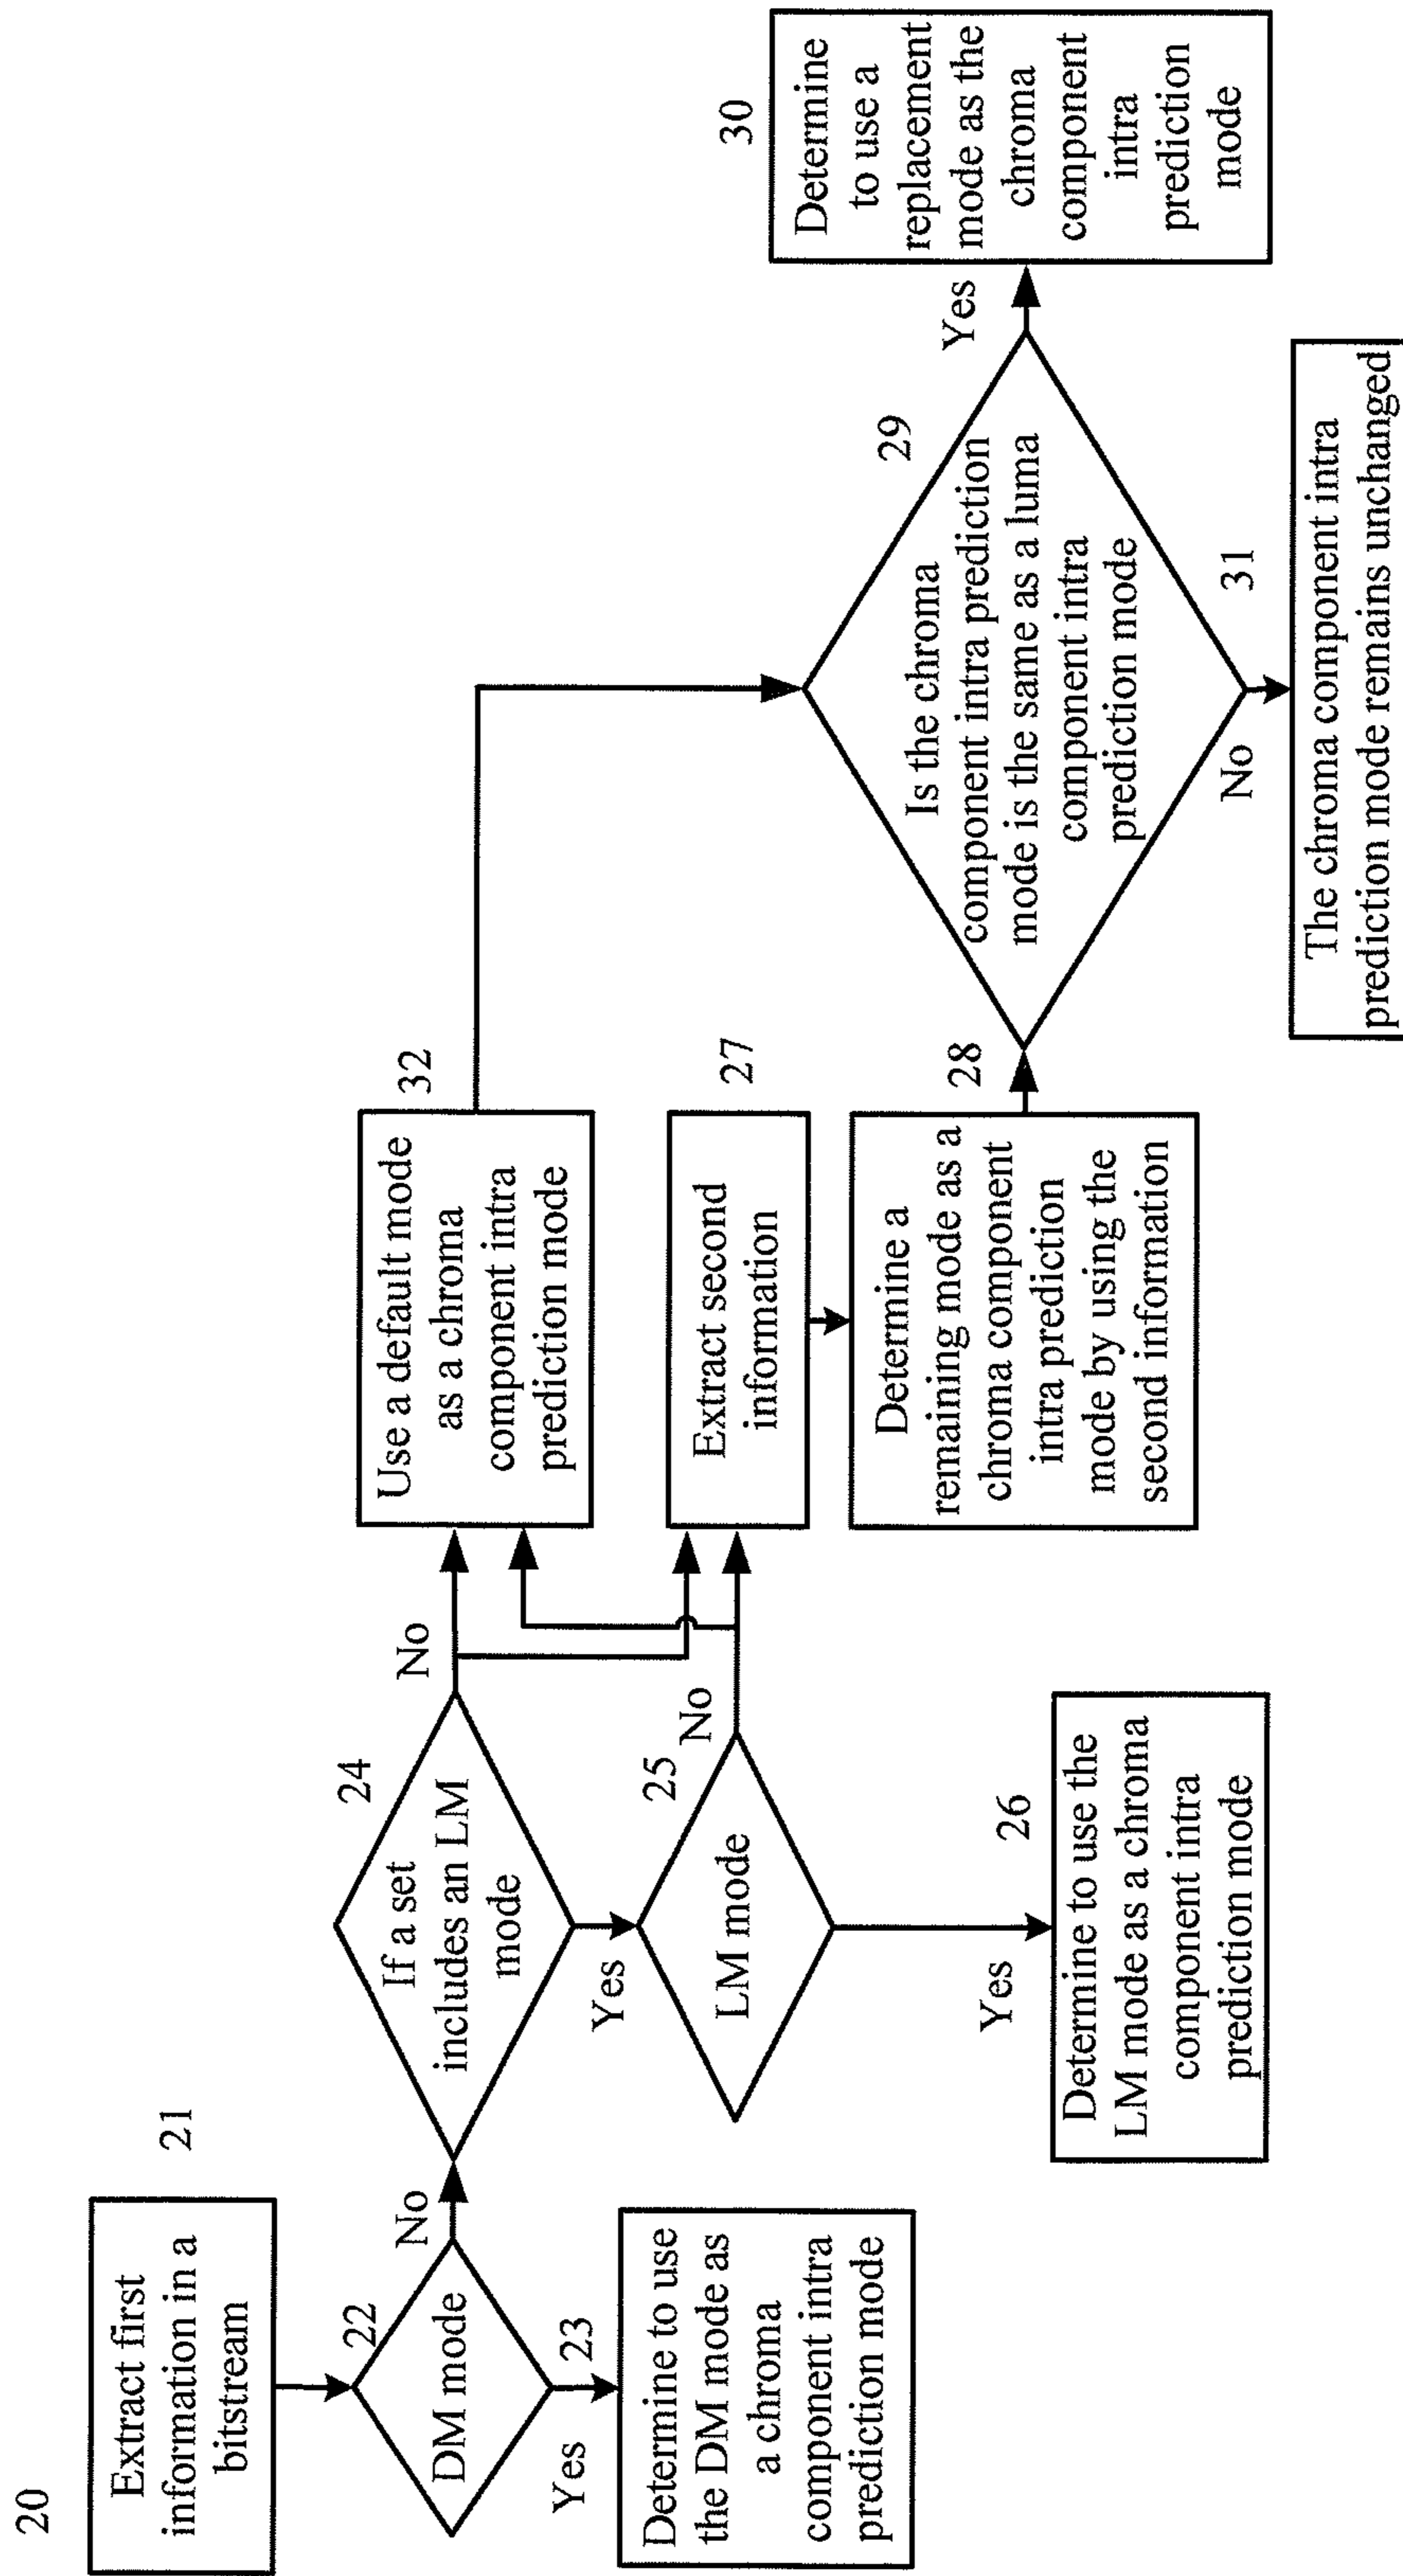 20
Extract first
information in a
bitstream
21
22
DM mode
No
Yes
23
Determine to use
the DM mode as
a chroma
component intra
prediction mode
24
If a set
includes an LM
mode
No
Yes
25
LM mode
No
Yes
26
Determine to use the
LM mode as a chroma
component intra
prediction mode
32
Use a default mode
as a chroma
component intra
prediction mode
27
Extract second
information
28
Determine a
remaining mode as a
chroma component
intra prediction
mode by using the
second information
29
Is the chroma
component intra prediction
mode is the same as a luma
component intra
prediction mode
Yes
No
30
Determine
to use a
replacement
mode as the
chroma
component
intra
prediction
mode
31
The chroma component intra
prediction mode remains unchanged